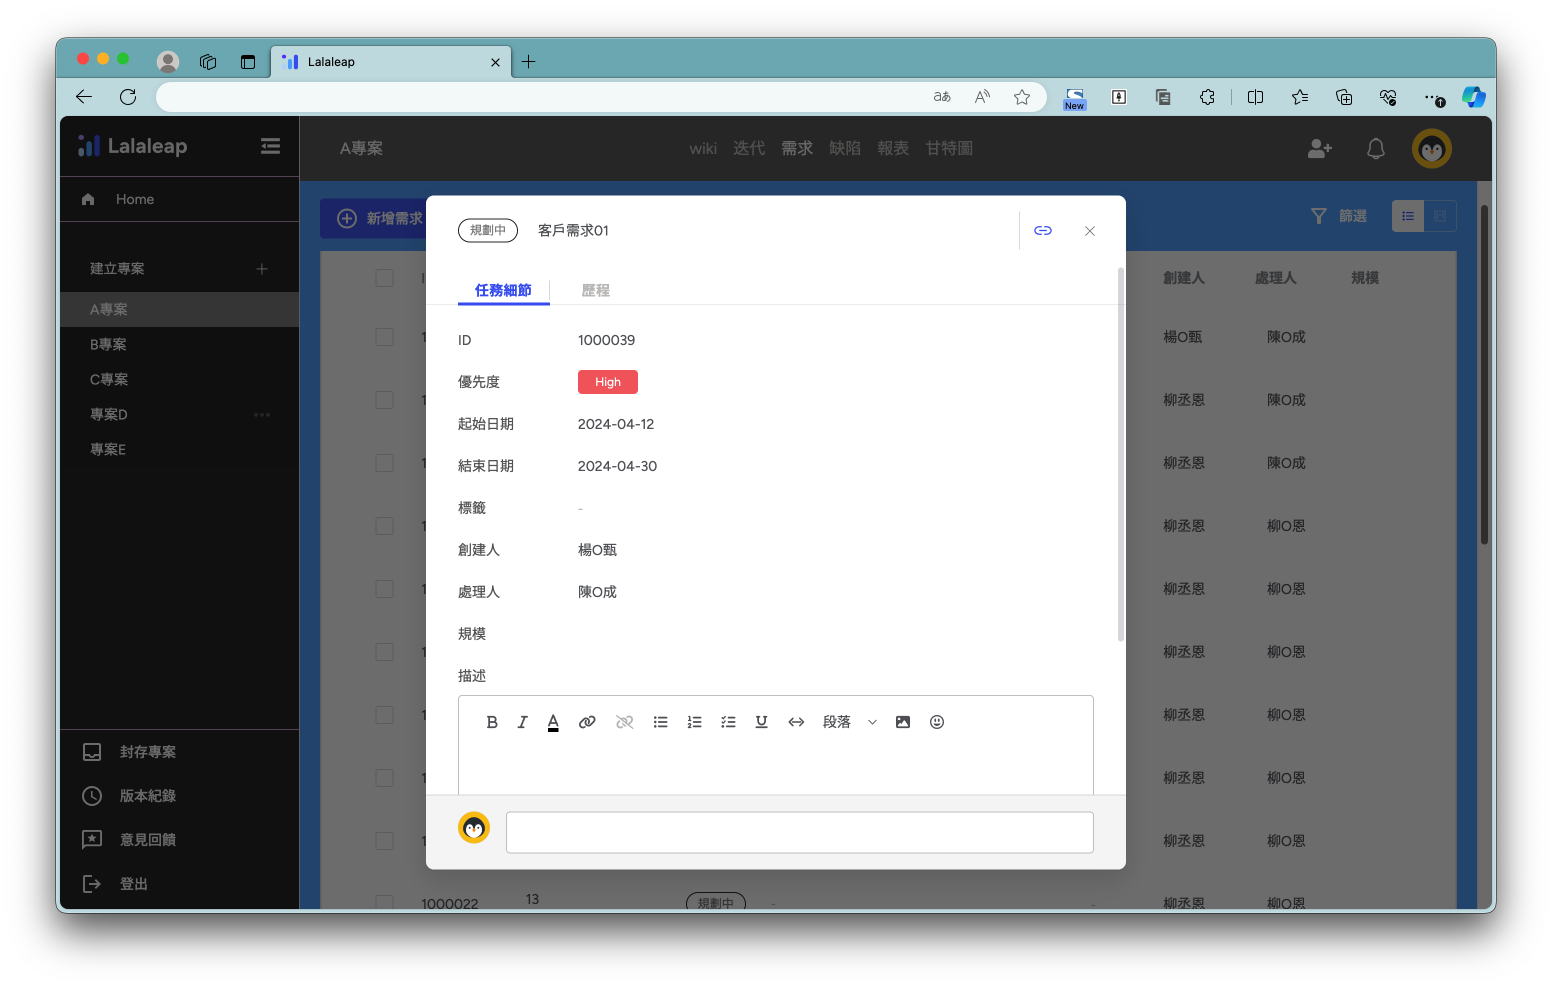 Lalaleap
aあ
A
New
Lalaleap
A專案
wiki 迭代 需求 缺陷 報表 甘特圖
Home
新增需求
篩選
建立專案
A專案
B專案
C專案
專案D
專案E
封存專案
版本紀錄
意見回饋
登出
規劃中 客戶需求01
任務細節 歷程
ID 1000039
優先度 High
起始日期 2024-04-12
結束日期 2024-04-30
標籤 -
創建人 楊O甄
處理人 陳O成
規模
描述
B I A U 段落
創建人 處理人 規模
楊O甄 陳O成
柳丞恩 陳O成
柳丞恩 陳O成
柳丞恩 柳O恩
柳丞恩 柳O恩
柳丞恩 柳O恩
柳丞恩 柳O恩
柳丞恩 柳O恩
柳丞恩 柳O恩
1000022 13 規劃中 - - 柳丞恩 柳O恩